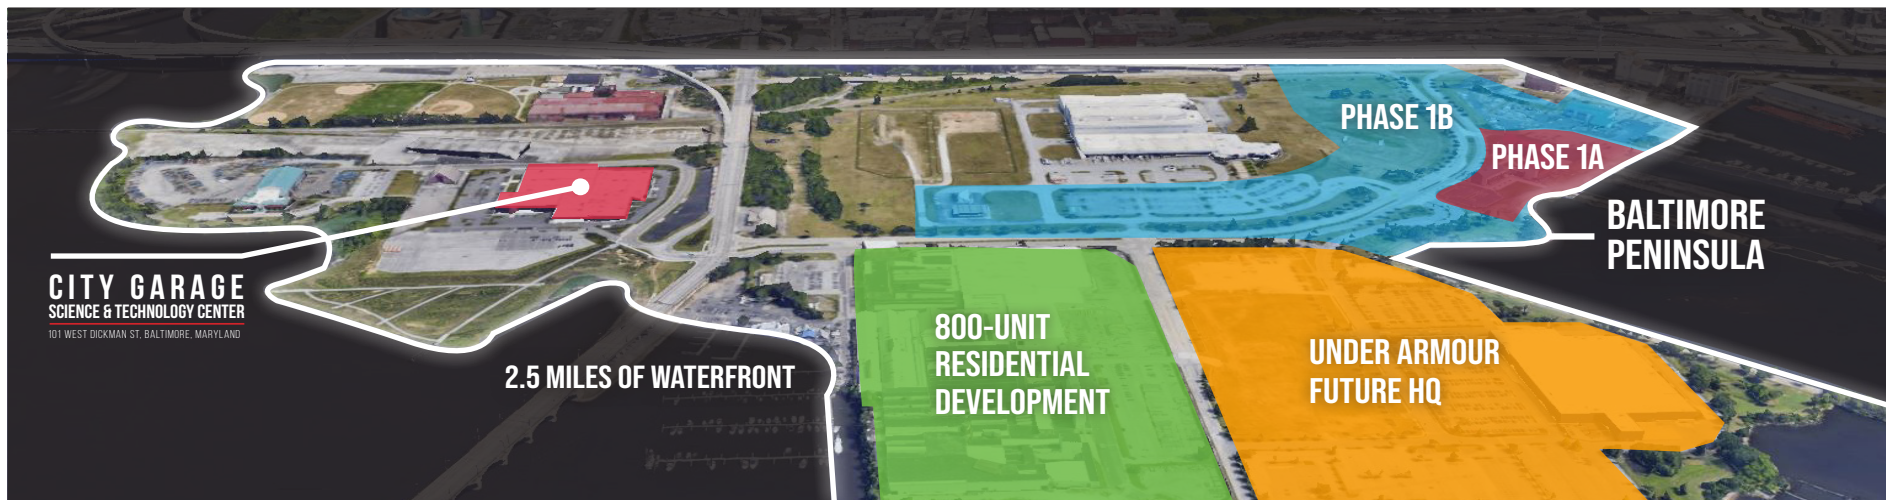 PHASE 1B
PHASE 1A
BALTIMORE
PENINSULA
CITY GARAGE
SCIENCE & TECHNOLOGY CENTER
101 WEST DICKMAN ST, BALTIMORE, MARYLAND
2.5 MILES OF WATERFRONT
800-UNIT
RESIDENTIAL
DEVELOPMENT
UNDER ARMOUR
FUTURE HQ